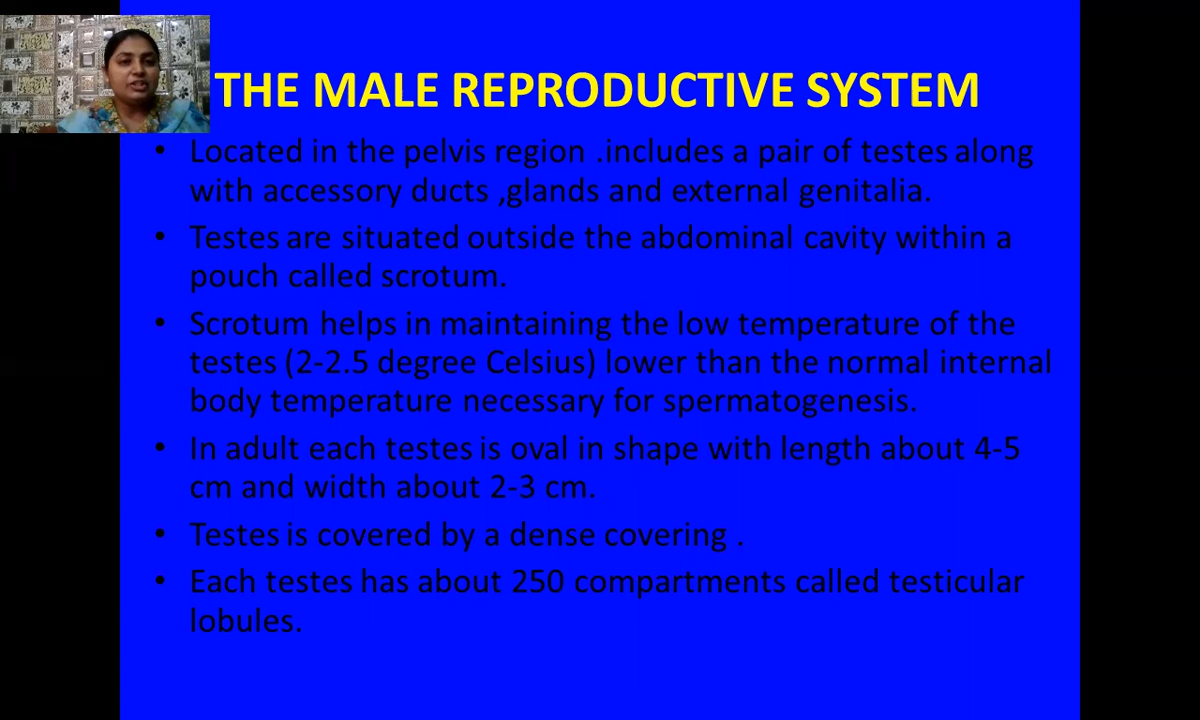 THE MALE REPRODUCTIVE SYSTEM
• Located in the pelvis region .includes a pair of testes along
with accessory ducts ,glands and external genitalia.
• Testes are situated outside the abdominal cavity within a
pouch called scrotum.
• Scrotum helps in maintaining the low temperature of the
testes (2-2.5 degree Celsius) lower than the normal internal
body temperature necessary for spermatogenesis.
• In adult each testes is oval in shape with length about 4-5
cm and width about 2-3 cm.
• Testes is covered by a dense covering .
• Each testes has about 250 compartments called testicular
lobules.